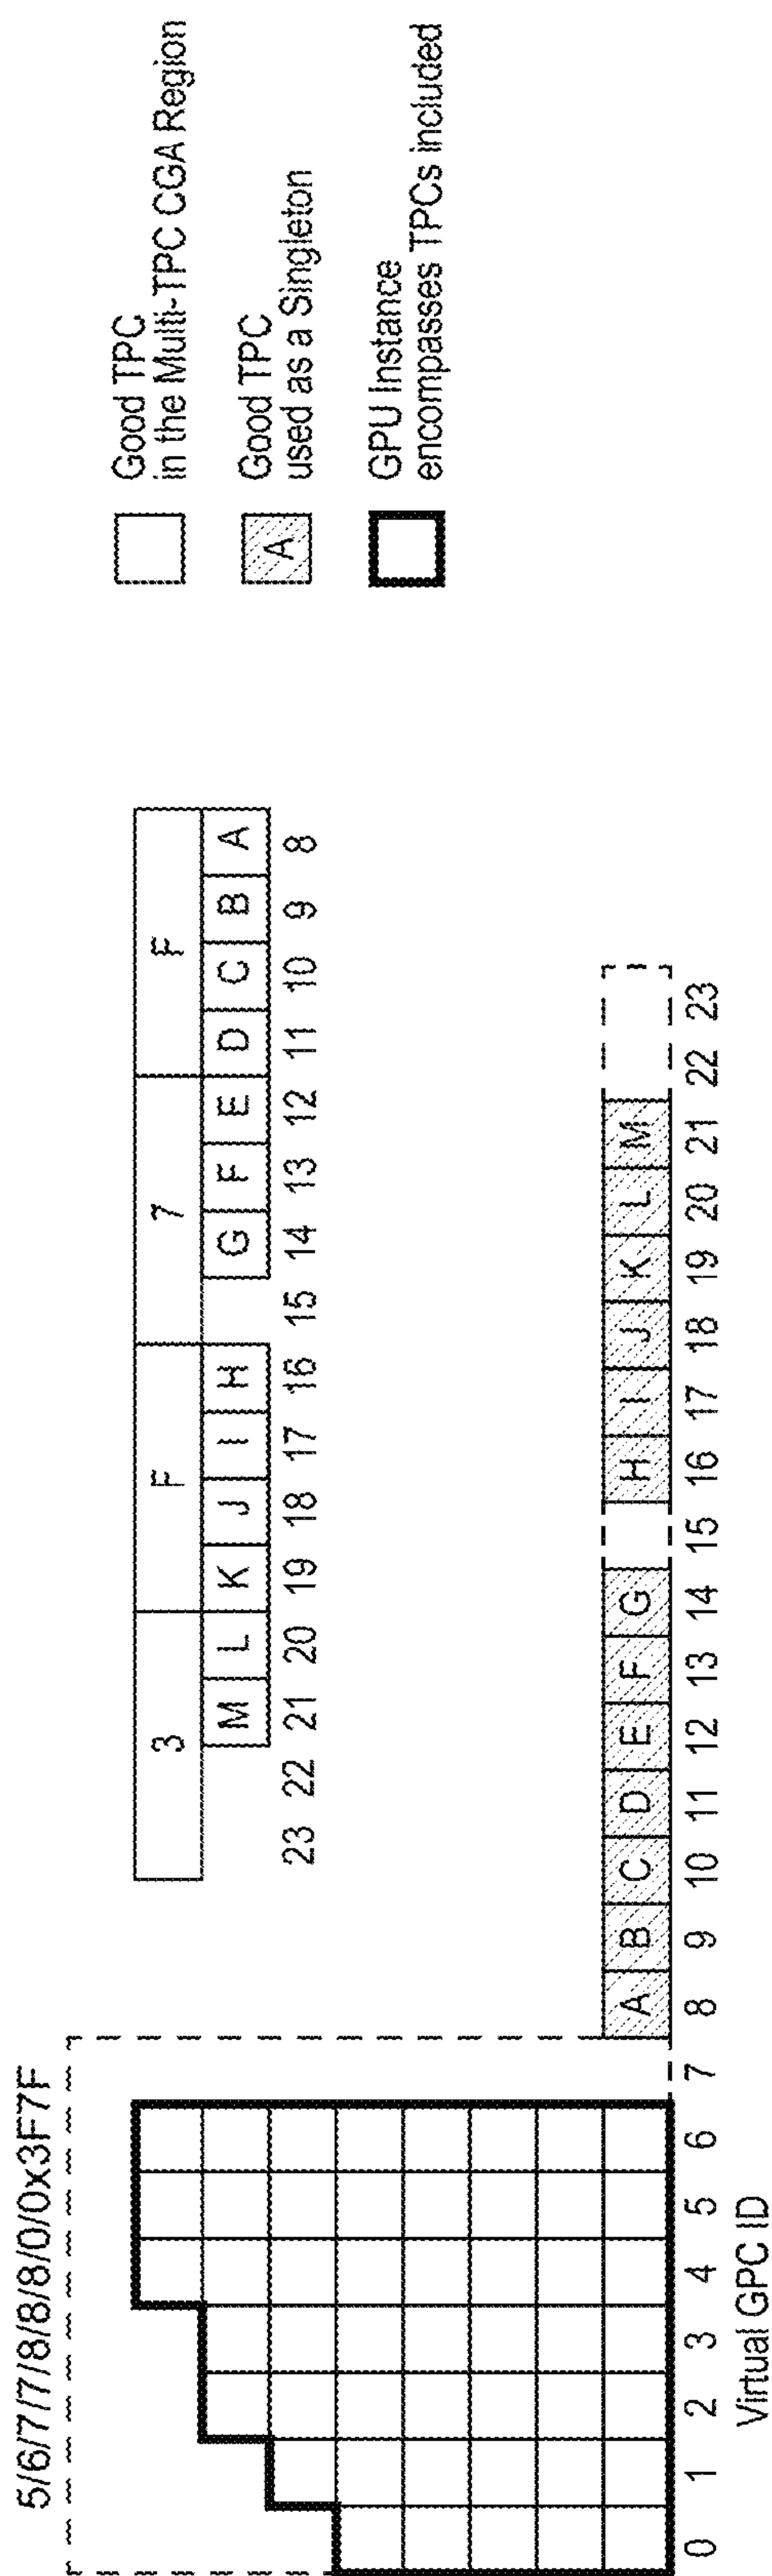 5/6/7/7/8/8/8/0/0x3F7F
0 1 2 3 4 5 6 7 8 9 10 11 12 13 14 15 16 17 18 19 20 21 22 23
Virtual GPC ID
A B C D E F G H I J K L M
3 F 7 F
M L K J I H G F E D C B A
23 22 21 20 19 18 17 16 15 14 13 12 11 10 9 8
Good TPC
in the Multi-TPC CGA Region
A
Good TPC
used as a Singleton
GPU Instance
encompasses TPCs included